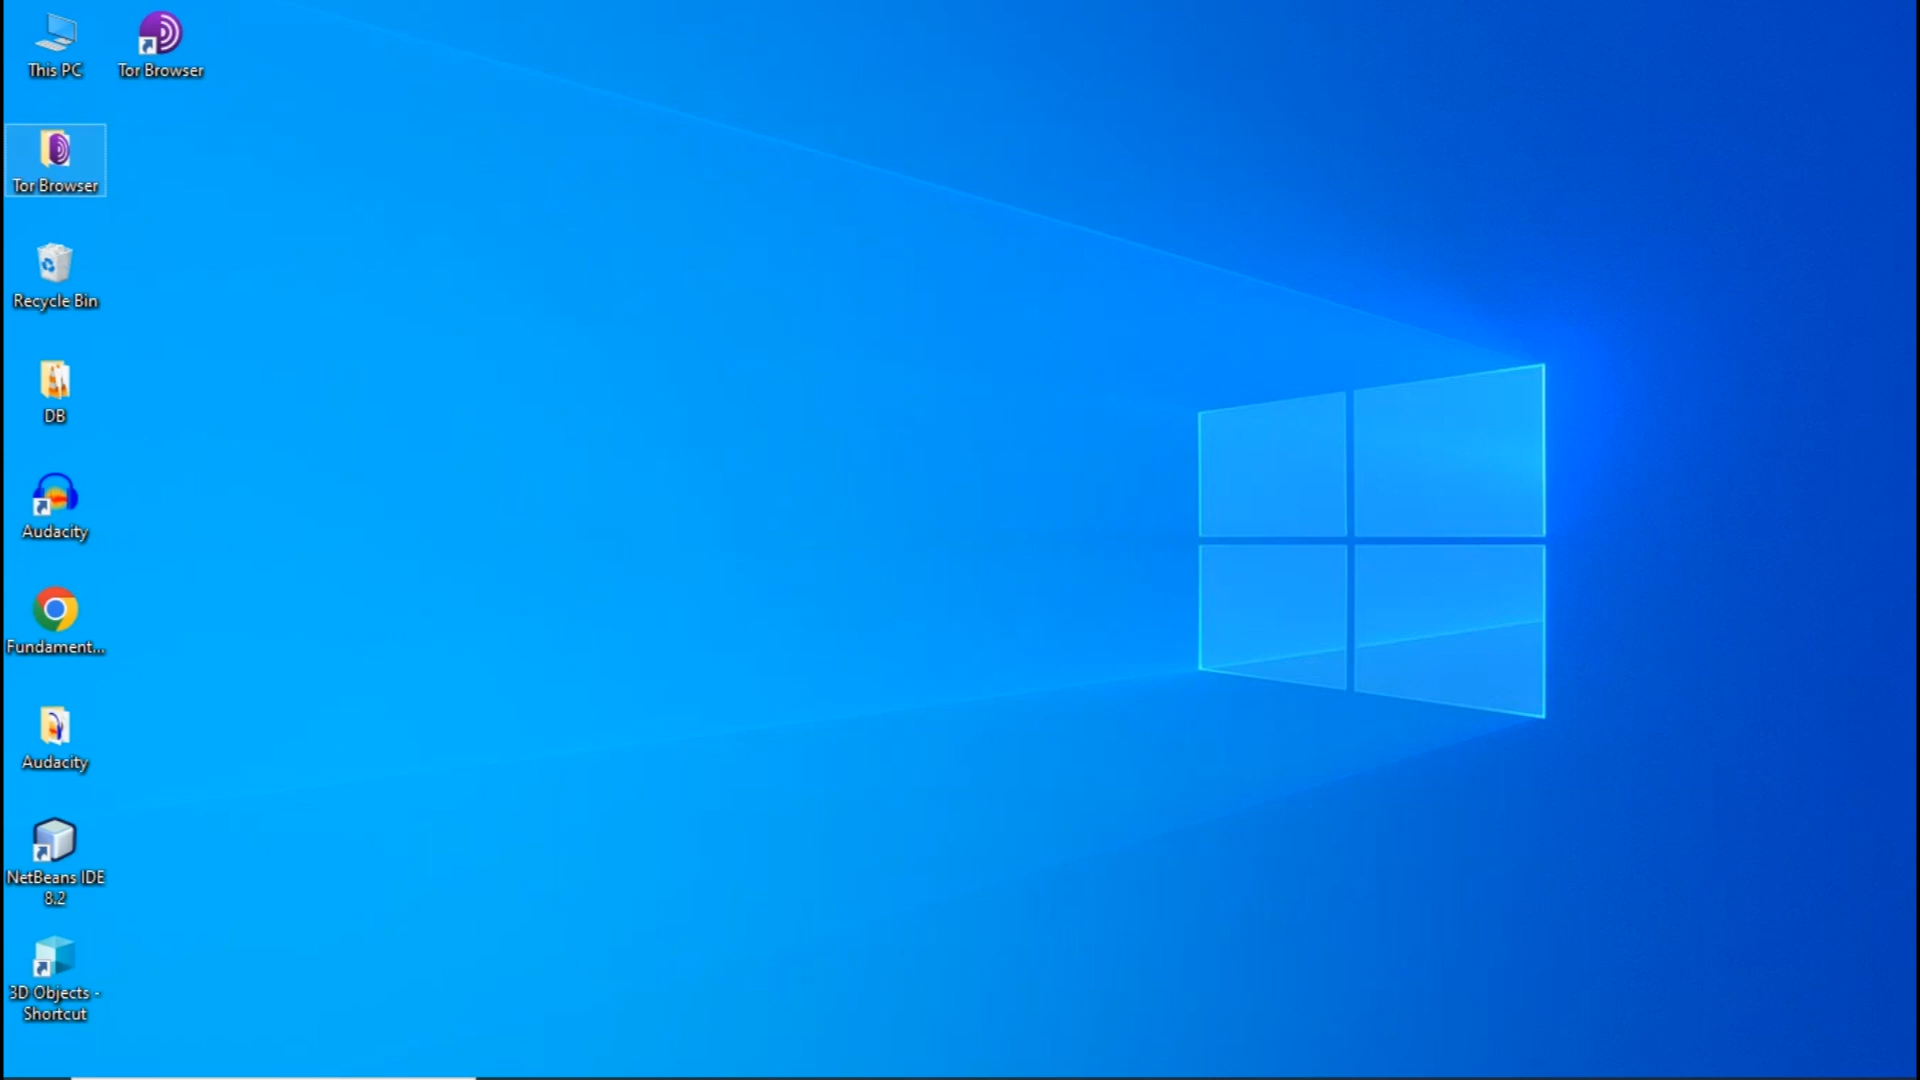 This PC
Tor Browser
Tor Browser
Recycle Bin
DB
Audacity
Fundament...
Audacity
NetBeans IDE
8.2
3D Objects -
Shortcut